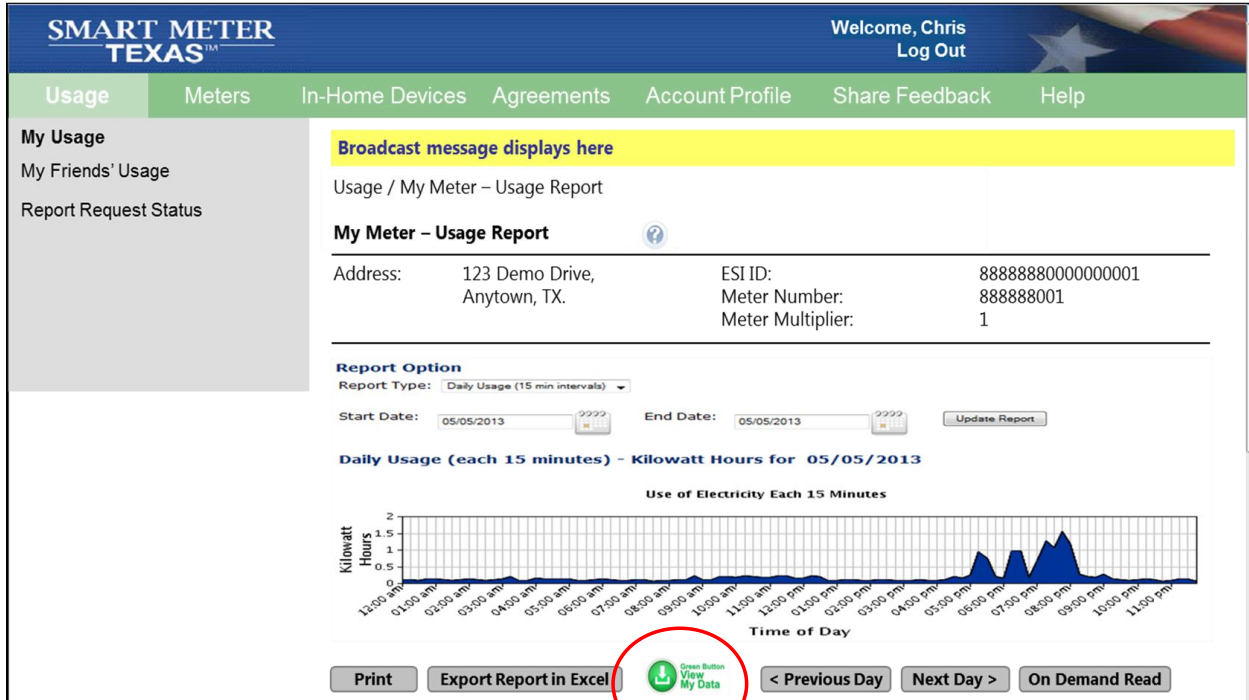 SMART METER
TEXAS™
Welcome, Chris
Log Out
Usage Meters In-Home Devices Agreements Account Profile Share Feedback Help
My Usage
My Friends' Usage
Report Request Status
Broadcast message displays here
Usage / My Meter – Usage Report
My Meter – Usage Report ?
Address: 123 Demo Drive, ESI ID: 88888880000000001
Anytown, TX. Meter Number: 888888001
Meter Multiplier: 1
Report Option
Report Type: Daily Usage (15 min intervals)
Start Date: 05/05/2013 End Date: 05/05/2013 Update Report
Daily Usage (each 15 minutes) - Kilowatt Hours for 05/05/2013
Use of Electricity Each 15 Minutes
Kilowatt
Hours
2
1.5
1
0.5
0
12:00 am 01:00 am 02:00 am 03:00 am 04:00 am 05:00 am 06:00 am 07:00 am 08:00 am 09:00 am 10:00 am 11:00 am 12:00 pm 01:00 pm 02:00 pm 03:00 pm 04:00 pm 05:00 pm 06:00 pm 07:00 pm 08:00 pm 09:00 pm 10:00 pm 11:00 pm
Time of Day
Print Export Report in Excel
Green Button
View
My Data
< Previous Day Next Day > On Demand Read